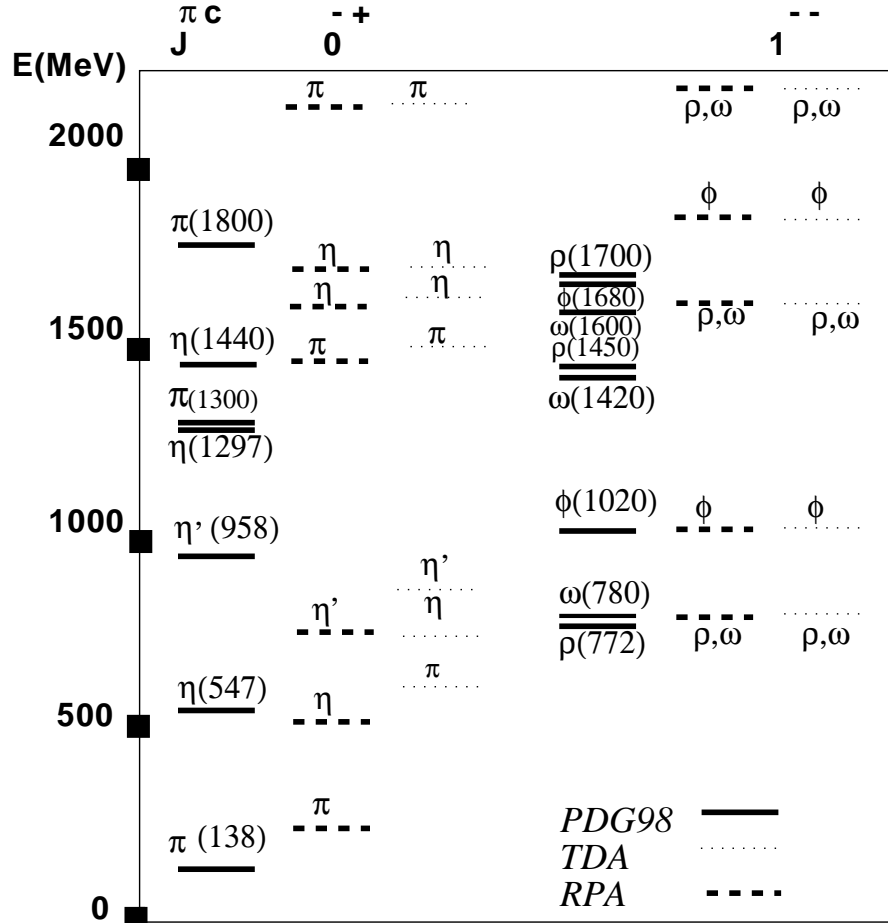 π c - + - -
J 0 1
E(MeV)
π π
ρ,ω ρ,ω
2000
φ φ
π(1800)
η η ρ(1700)
η η φ(1680)
ρ,ω ρ,ω
ω(1600)
1500
η(1440) π π ρ(1450)
π(1300) ω(1420)
η(1297)
1000
η’ (958) φ(1020) φ φ
η’
η’ η ω(780)
ρ(772) ρ,ω ρ,ω
π
η(547)
500
η
π
π (138)
PDG98
TDA
RPA
0